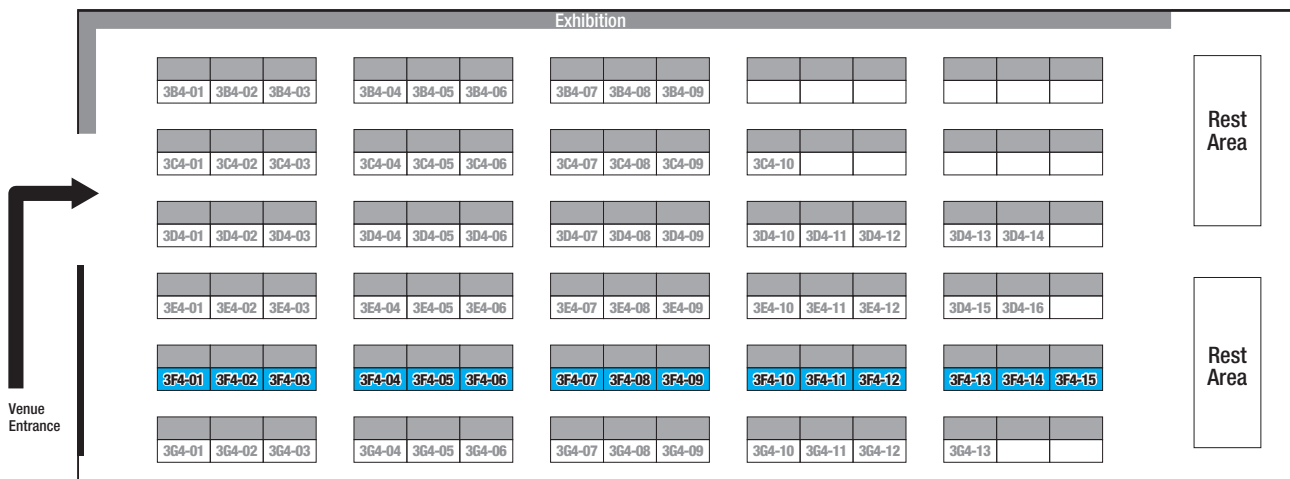 Exhibition
3B4-01 3B4-02 3B4-03 3B4-04 3B4-05 3B4-06 3B4-07 3B4-08 3B4-09
Rest
Area
3C4-01 3C4-02 3C4-03 3C4-04 3C4-05 3C4-06 3C4-07 3C4-08 3C4-09 3C4-10
3D4-01 3D4-02 3D4-03 3D4-04 3D4-05 3D4-06 3D4-07 3D4-08 3D4-09 3D4-10 3D4-11 3D4-12 3D4-13 3D4-14
3E4-01 3E4-02 3E4-03 3E4-04 3E4-05 3E4-06 3E4-07 3E4-08 3E4-09 3E4-10 3E4-11 3E4-12 3D4-15 3D4-16
3F4-01 3F4-02 3F4-03 3F4-04 3F4-05 3F4-06 3F4-07 3F4-08 3F4-09 3F4-10 3F4-11 3F4-12 3F4-13 3F4-14 3F4-15
Rest
Area
Venue
Entrance
3G4-01 3G4-02 3G4-03 3G4-04 3G4-05 3G4-06 3G4-07 3G4-08 3G4-09 3G4-10 3G4-11 3G4-12 3G4-13